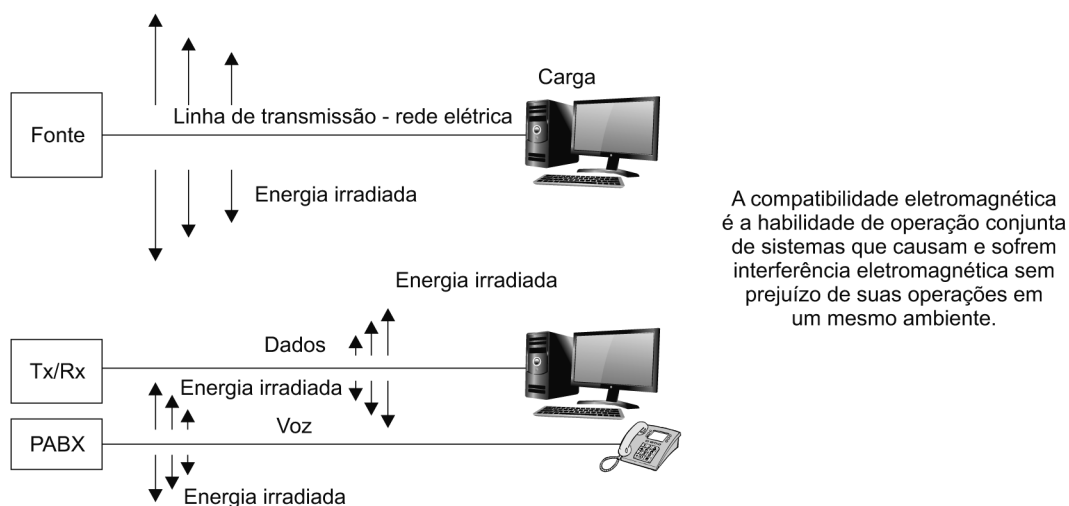 Carga
Fonte
Linha de transmissão - rede elétrica
Energia irradiada
A compatibilidade eletromagnética
é a habilidade de operação conjunta
de sistemas que causam e sofrem
interferência eletromagnética sem
prejuízo de suas operações em
um mesmo ambiente.
Energia irradiada
Dados
Tx/Rx
Energia irradiada
Voz
PABX
Energia irradiada